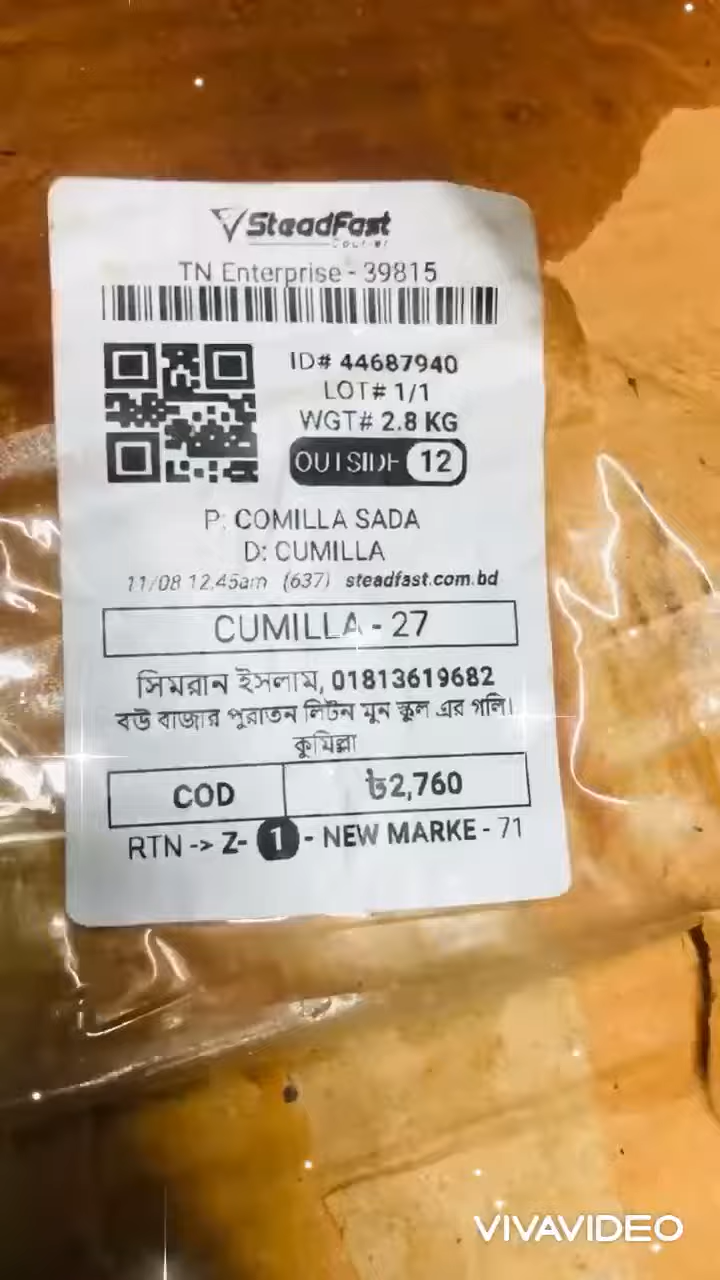 SteadFast
Courier
TN Enterprise - 39815
ID# 44687940
LOT# 1/1
WGT# 2.8 KG
OUTSIDE 12
P: COMILLA SADA
D: CUMILLA
11/08 12.45am (637) steadfast.com.bd
CUMILLA - 27
সিমরান ইসলাম, 01813619682
বউ বাজার পুরাতন লিটন মুন স্কুল এর গলি।
কুমিল্লা
COD ৳2,760
RTN -> Z- 1 - NEW MARKE - 71
VIVAVIDEO